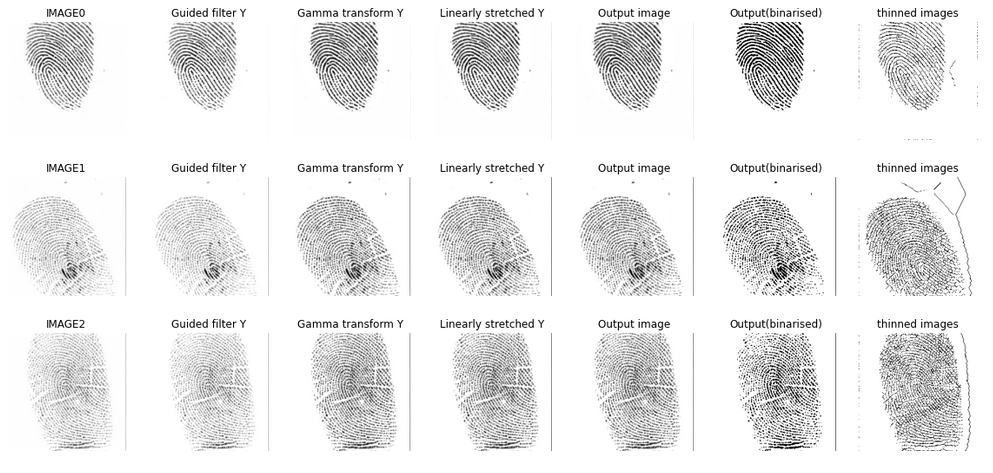 IMAGE0 Guided filter Y Gamma transform Y Linearly stretched Y Output image Output(binarised) thinned images
IMAGE1 Guided filter Y Gamma transform Y Linearly stretched Y Output image Output(binarised) thinned images
IMAGE2 Guided filter Y Gamma transform Y Linearly stretched Y Output image Output(binarised) thinned images